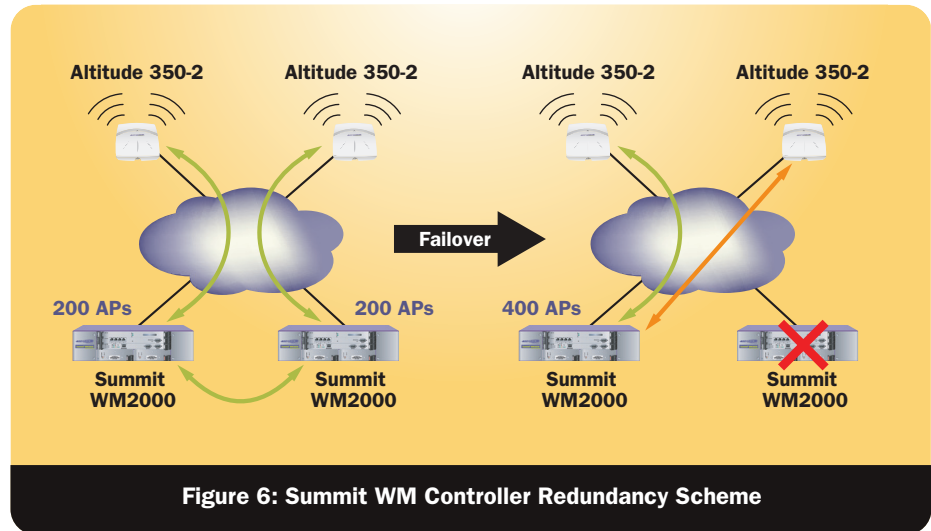 Altitude 350-2
Altitude 350-2
Altitude 350-2
Altitude 350-2
Failover
200 APs
200 APs
400 APs
Summit
WM2000
Summit
WM2000
Summit
WM2000
Summit
WM2000
Figure 6: Summit WM Controller Redundancy Scheme